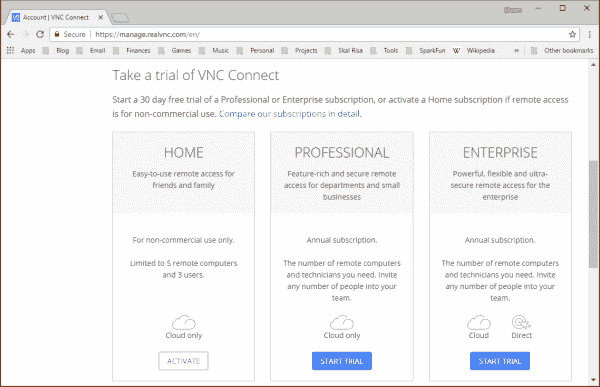 Account | VNC Connect
Secure
https://manage.realvnc.com/en/
Apps Blog Email Finances Games Music Personal Projects Skal Risa Tools SparkFun W Wikipedia » Other bookmarks
Take a trial of VNC Connect
Start a 30 day free trial of a Professional or Enterprise subscription, or activate a Home subscription if remote access
is for non-commercial use. Compare our subscriptions in detail.
HOME
Easy-to-use remote access for
friends and family
For non-commercial use only.
Limited to 5 remote computers
and 3 users.
Cloud only
ACTIVATE
PROFESSIONAL
Feature-rich and secure remote
access for departments and small
businesses
Annual subscription.
The number of remote computers
and technicians you need. Invite
any number of people into your
team.
Cloud only
START TRIAL
ENTERPRISE
Powerful, flexible and ultra-
secure remote access for the
enterprise
Annual subscription.
The number of remote computers
and technicians you need. Invite
any number of people into your
team.
Cloud Direct
START TRIAL